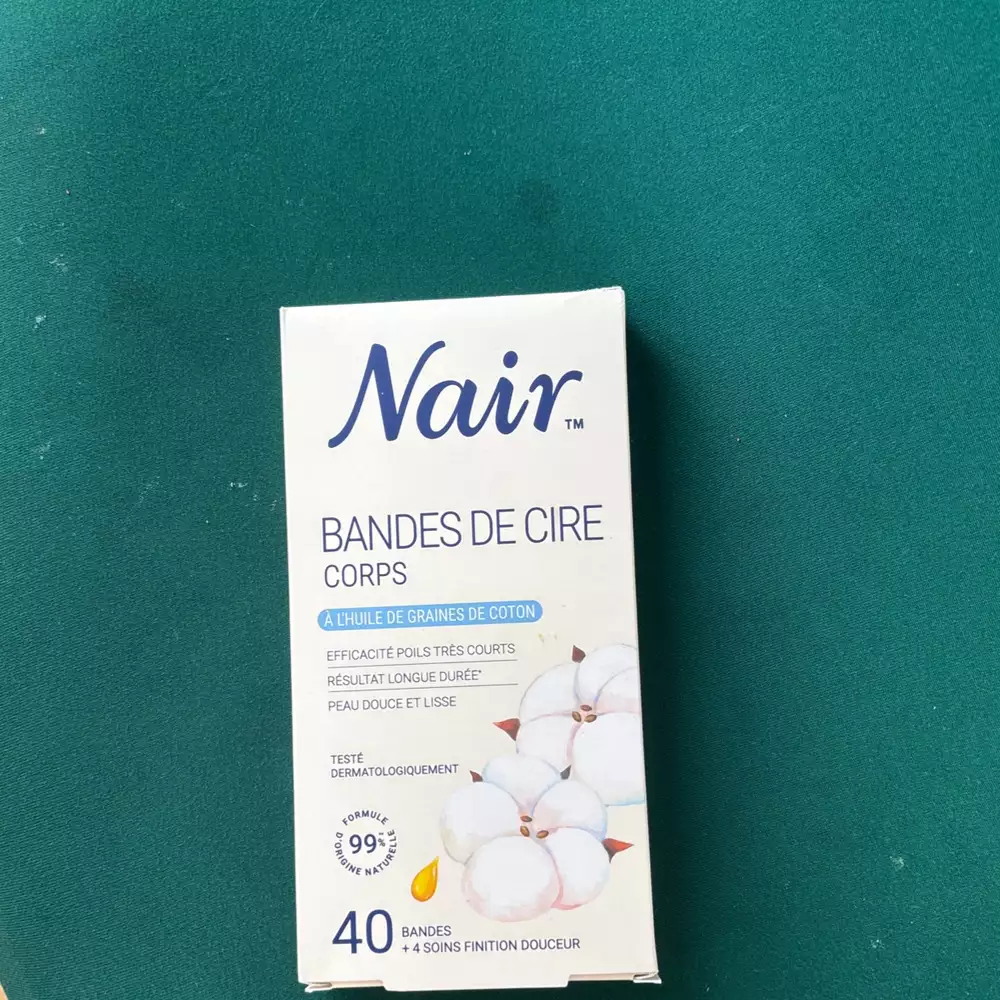 Nair™
BANDES DE CIRE
CORPS
À L'HUILE DE GRAINES DE COTON
EFFICACITÉ POILS TRÈS COURTS
RÉSULTAT LONGUE DURÉE*
PEAU DOUCE ET LISSE
TESTÉ
DERMATOLOGIQUEMENT
FORMULE
99%
D'ORIGINE NATURELLE
40 BANDES
+ 4 SOINS FINITION DOUCEUR